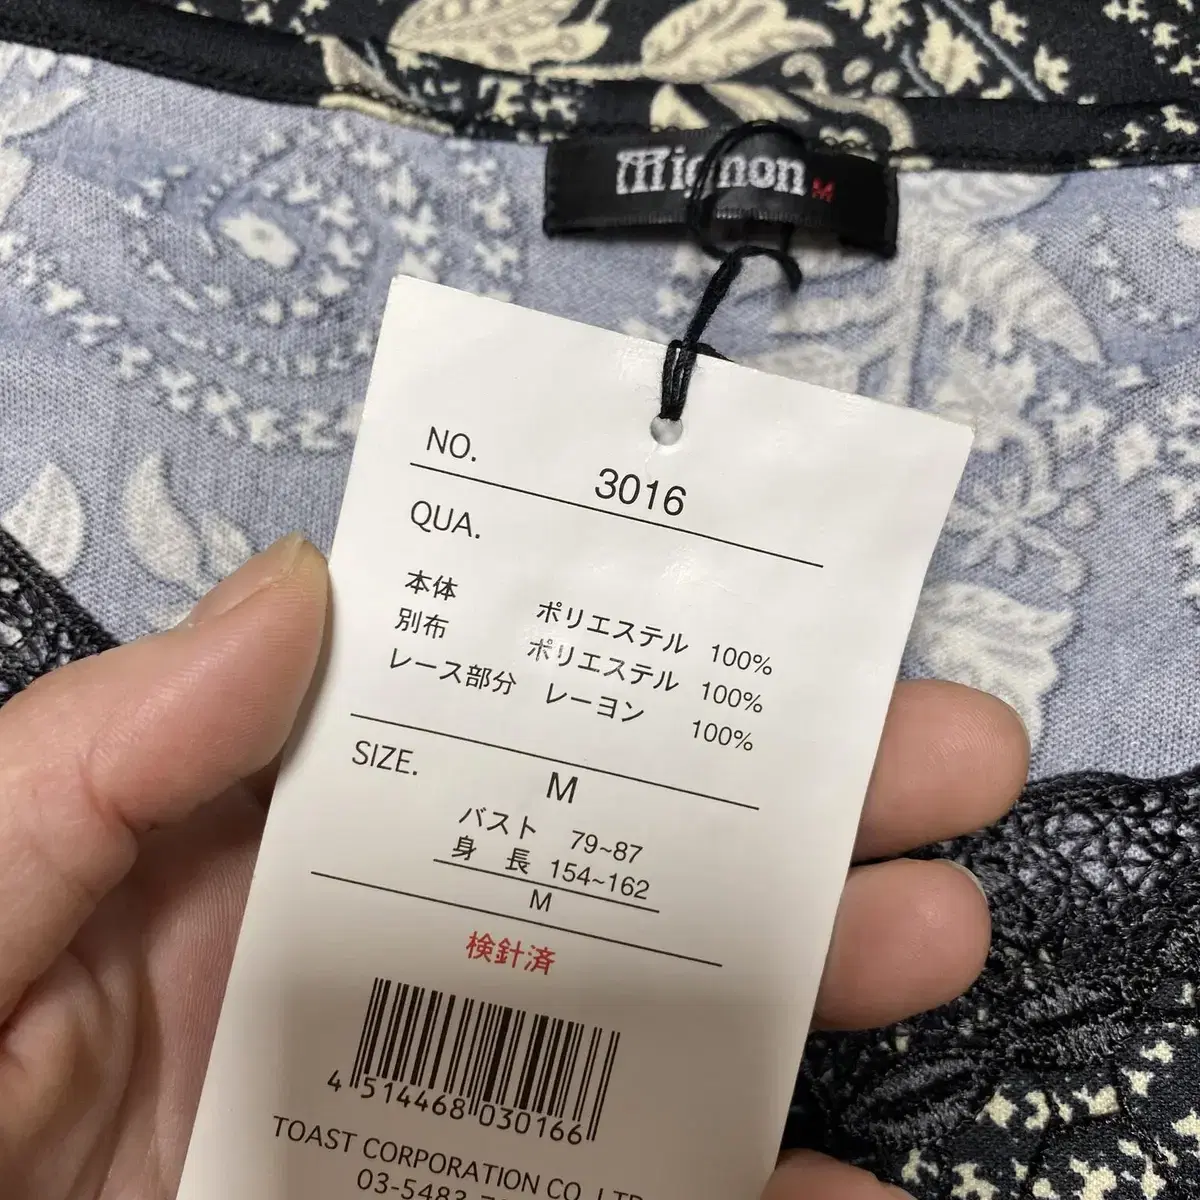 Mignon M
NO. 3016
QUA.
本体 ポリエステル 100%
別布 ポリエステル 100%
レース部分 レーヨン 100%
SIZE. M
バスト 79~87
身 長 154~162
M
検針済
4 514468 030166
TOAST CORPORATION CO. LTD
03-5483-